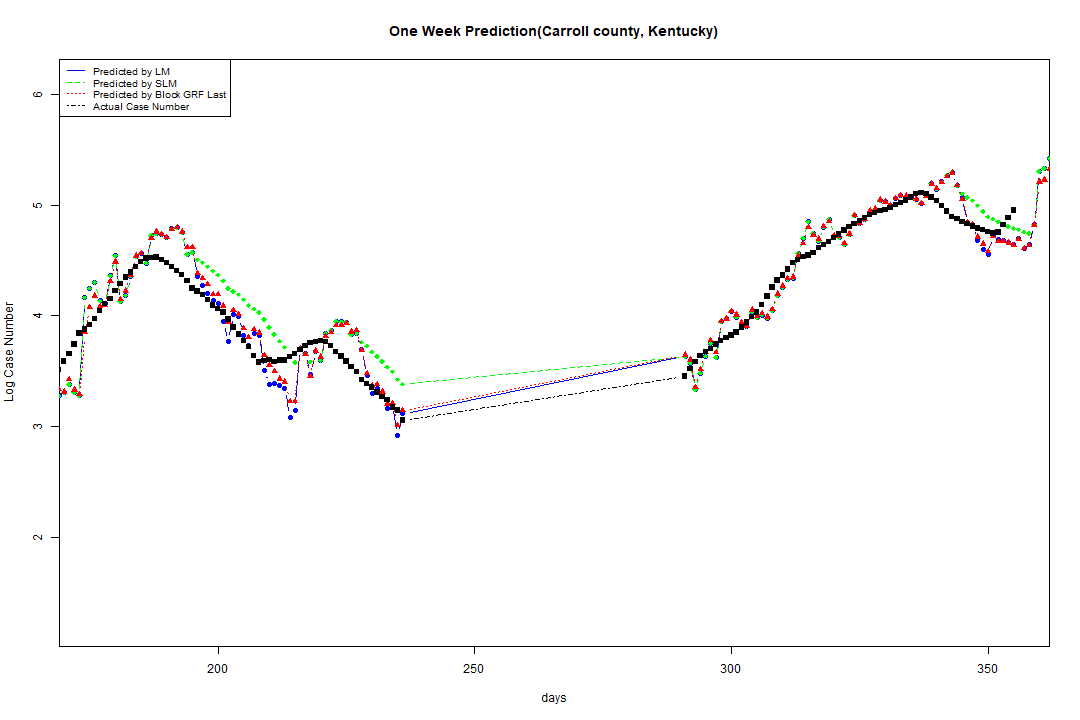 One Week Prediction(Carroll county, Kentucky)
Predicted by LM
Predicted by SLM
Predicted by Block GRF Last
Actual Case Number
6
5
4
3
2
Log Case Number
200 250 300 350
days